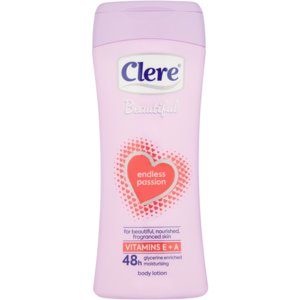 Clere®
Beautiful
endless
passion
for beautiful, nourished,
fragranced skin
VITAMINS E + A
48h glycerine enriched
moisturising
body lotion